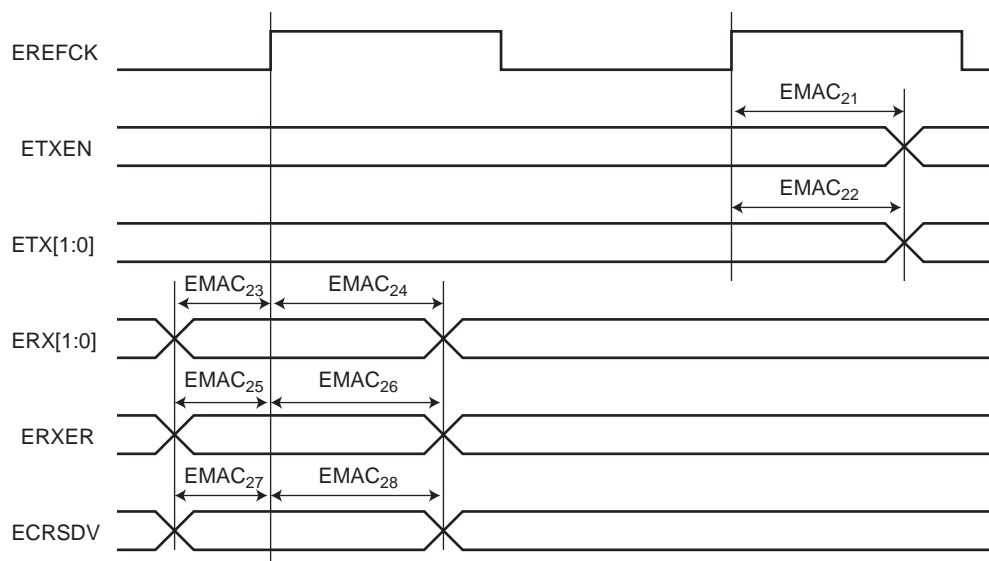 EREFCK
EMAC21
ETXEN
EMAC22
ETX[1:0]
EMAC23 EMAC24
ERX[1:0]
EMAC25 EMAC26
ERXER
EMAC27 EMAC28
ECRSDV